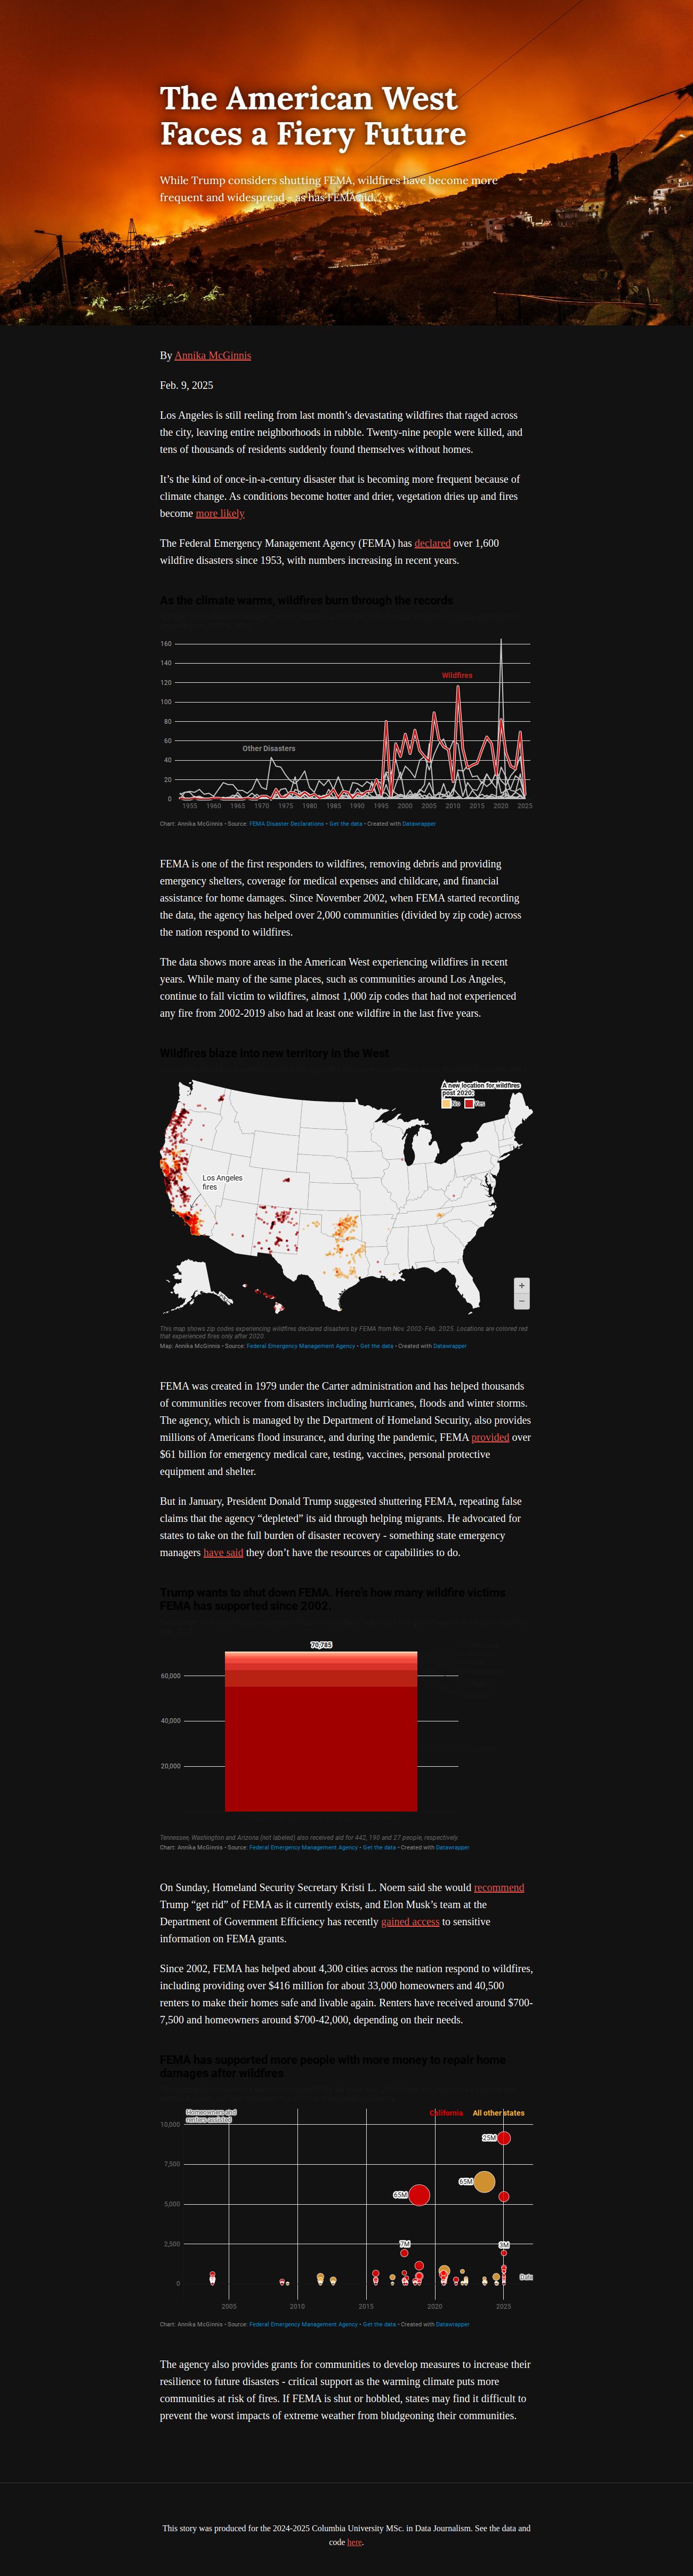 The American West
Faces a Fiery Future
While Trump considers shutting FEMA, wildfires have become more
frequent and widespread - as has FEMA aid.
By Annika McGinnis
Feb. 9, 2025
Los Angeles is still reeling from last month’s devastating wildfires that raged across
the city, leaving entire neighborhoods in rubble. Twenty-nine people were killed, and
tens of thousands of residents suddenly found themselves without homes.
It’s the kind of once-in-a-century disaster that is becoming more frequent because of
climate change. As conditions become hotter and drier, vegetation dries up and fires
become more likely
The Federal Emergency Management Agency (FEMA) has declared over 1,600
wildfire disasters since 1953, with numbers increasing in recent years.
As the climate warms, wildfires burn through the records
160
140
120
100
80
60
40
20
0
Wildfires
Other Disasters
1955 1960 1965 1970 1975 1980 1985 1990 1995 2000 2005 2010 2015 2020 2025
Chart: Annika McGinnis • Source: FEMA Disaster Declarations • Get the data • Created with Datawrapper
FEMA is one of the first responders to wildfires, removing debris and providing
emergency shelters, coverage for medical expenses and childcare, and financial
assistance for home damages. Since November 2002, when FEMA started recording
the data, the agency has helped over 2,000 communities (divided by zip code) across
the nation respond to wildfires.
The data shows more areas in the American West experiencing wildfires in recent
years. While many of the same places, such as communities around Los Angeles,
continue to fall victim to wildfires, almost 1,000 zip codes that had not experienced
any fire from 2002-2019 also had at least one wildfire in the last five years.
Wildfires blaze into new territory in the West
A new location for wildfires
post 2020:
No Yes
Los Angeles
fires
+
−
This map shows zip codes experiencing wildfires declared disasters by FEMA from Nov. 2002- Feb. 2025. Locations are colored red
that experienced fires only after 2020.
Map: Annika McGinnis • Source: Federal Emergency Management Agency • Get the data • Created with Datawrapper
FEMA was created in 1979 under the Carter administration and has helped thousands
of communities recover from disasters including hurricanes, floods and winter storms.
The agency, which is managed by the Department of Homeland Security, also provides
millions of Americans flood insurance, and during the pandemic, FEMA provided over
$61 billion for emergency medical care, testing, vaccines, personal protective
equipment and shelter.
But in January, President Donald Trump suggested shuttering FEMA, repeating false
claims that the agency “depleted” its aid through helping migrants. He advocated for
states to take on the full burden of disaster recovery - something state emergency
managers have said they don’t have the resources or capabilities to do.
Trump wants to shut down FEMA. Here's how many wildfire victims
FEMA has supported since 2002.
70,785
60,000
40,000
20,000
Tennessee, Washington and Arizona (not labeled) also received aid for 442, 190 and 27 people, respectively.
Chart: Annika McGinnis • Source: Federal Emergency Management Agency • Get the data • Created with Datawrapper
On Sunday, Homeland Security Secretary Kristi L. Noem said she would recommend
Trump “get rid” of FEMA as it currently exists, and Elon Musk’s team at the
Department of Government Efficiency has recently gained access to sensitive
information on FEMA grants.
Since 2002, FEMA has helped about 4,300 cities across the nation respond to wildfires,
including providing over $416 million for about 33,000 homeowners and 40,500
renters to make their homes safe and livable again. Renters have received around $700-
7,500 and homeowners around $700-42,000, depending on their needs.
FEMA has supported more people with more money to repair home
damages after wildfires
Homeowners and
renters assisted
California All other states
10,000
7,500
5,000
2,500
0
25M
65M
65M
7M
3M
Date
2005 2010 2015 2020 2025
Chart: Annika McGinnis • Source: Federal Emergency Management Agency • Get the data • Created with Datawrapper
The agency also provides grants for communities to develop measures to increase their
resilience to future disasters - critical support as the warming climate puts more
communities at risk of fires. If FEMA is shut or hobbled, states may find it difficult to
prevent the worst impacts of extreme weather from bludgeoning their communities.
This story was produced for the 2024-2025 Columbia University MSc. in Data Journalism. See the data and
code here.